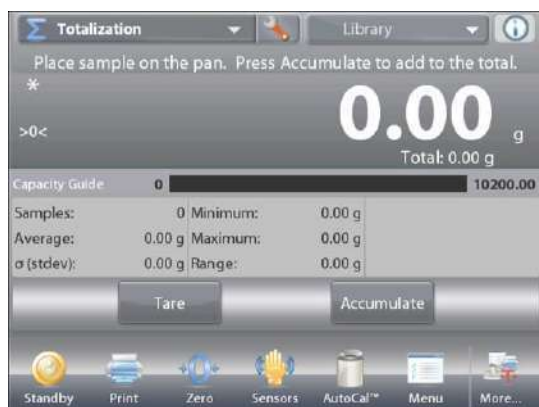 Σ Totalization Library i
Place sample on the pan. Press Accumulate to add to the total.
*
0.00 g
>0<
Total: 0.00 g
Capacity Guide 0 10200.00
Samples: 0 Minimum: 0.00 g
Average: 0.00 g Maximum: 0.00 g
σ (stdev): 0.00 g Range: 0.00 g
Tare Accumulate
Standby Print Zero Sensors AutoCal™ Menu More...